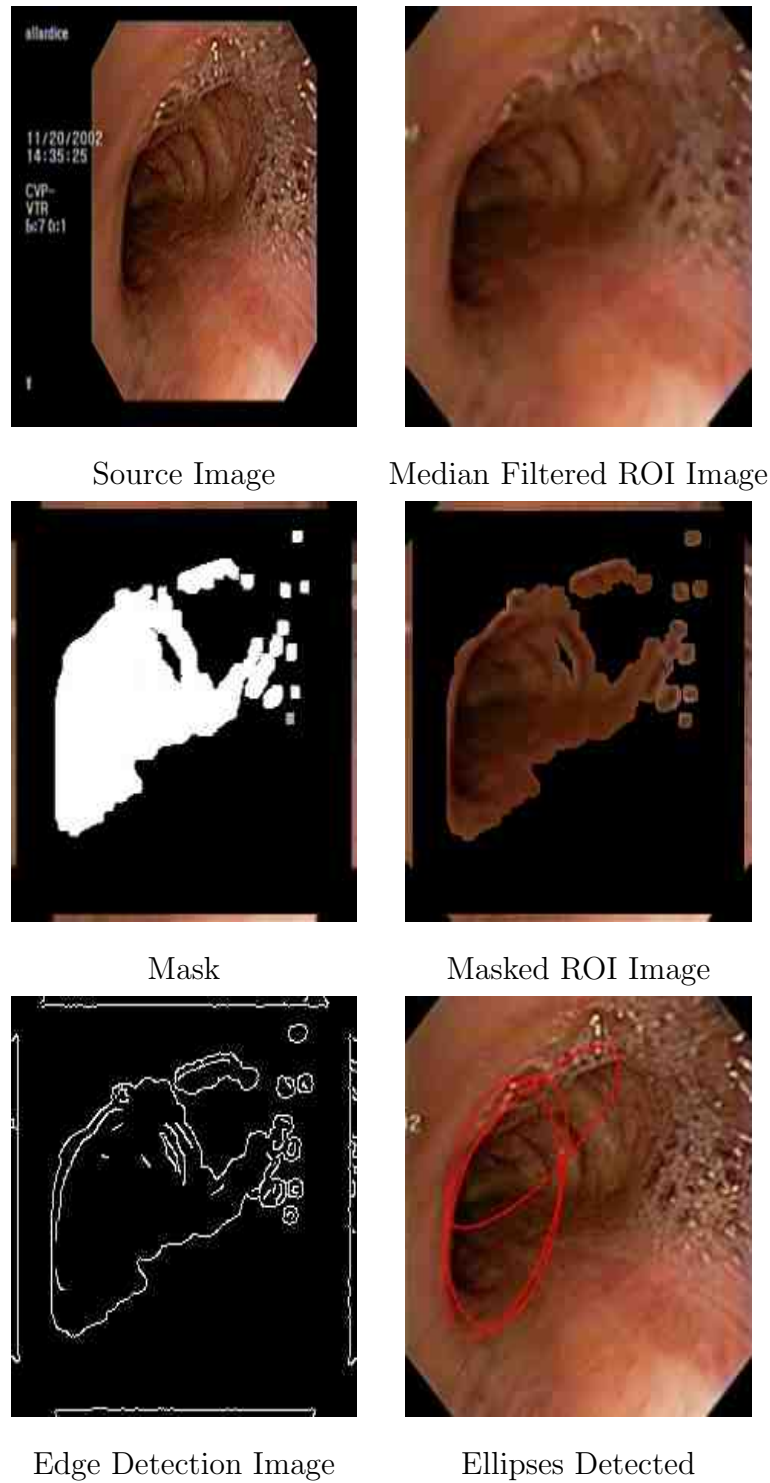 allardice
11/20/2002
14:35:25
CVP-
VTR
Source Image
Median Filtered ROI Image
Mask
Masked ROI Image
2
Edge Detection Image
Ellipses Detected